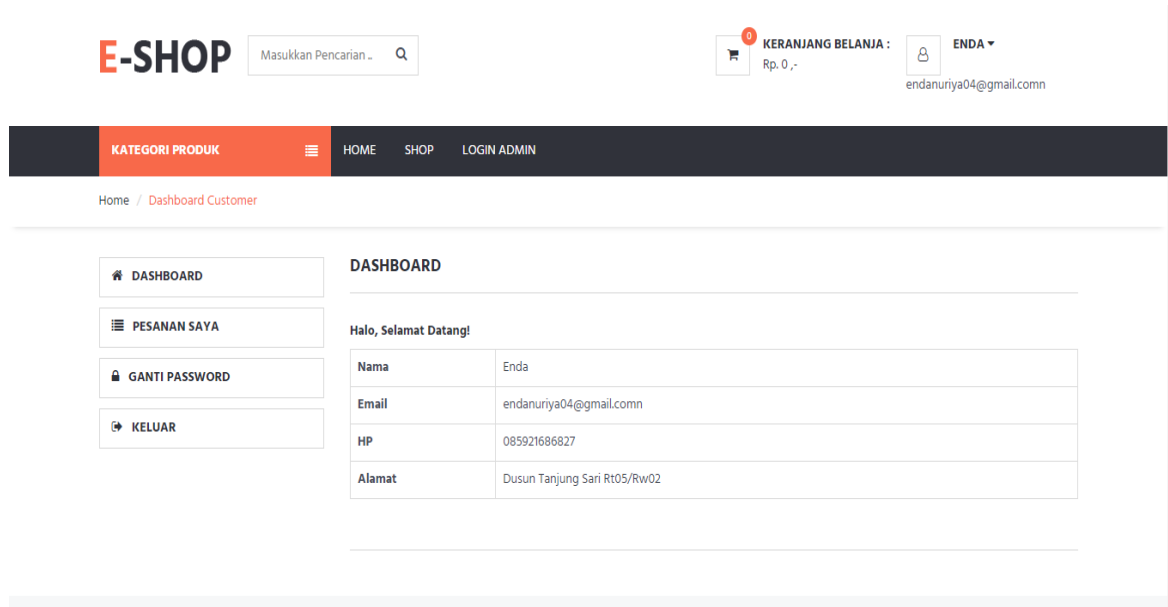 E-SHOP
Masukkan Pencarian ..
0
KERANJANG BELANJA :
Rp. 0 ,-
ENDA
endanuriya04@gmail.comn
KATEGORI PRODUK
HOME SHOP LOGIN ADMIN
Home / Dashboard Customer
DASHBOARD
PESANAN SAYA
GANTI PASSWORD
KELUAR
DASHBOARD
Halo, Selamat Datang!
Nama Enda
Email endanuriya04@gmail.comn
HP 085921686827
Alamat Dusun Tanjung Sari Rt05/Rw02